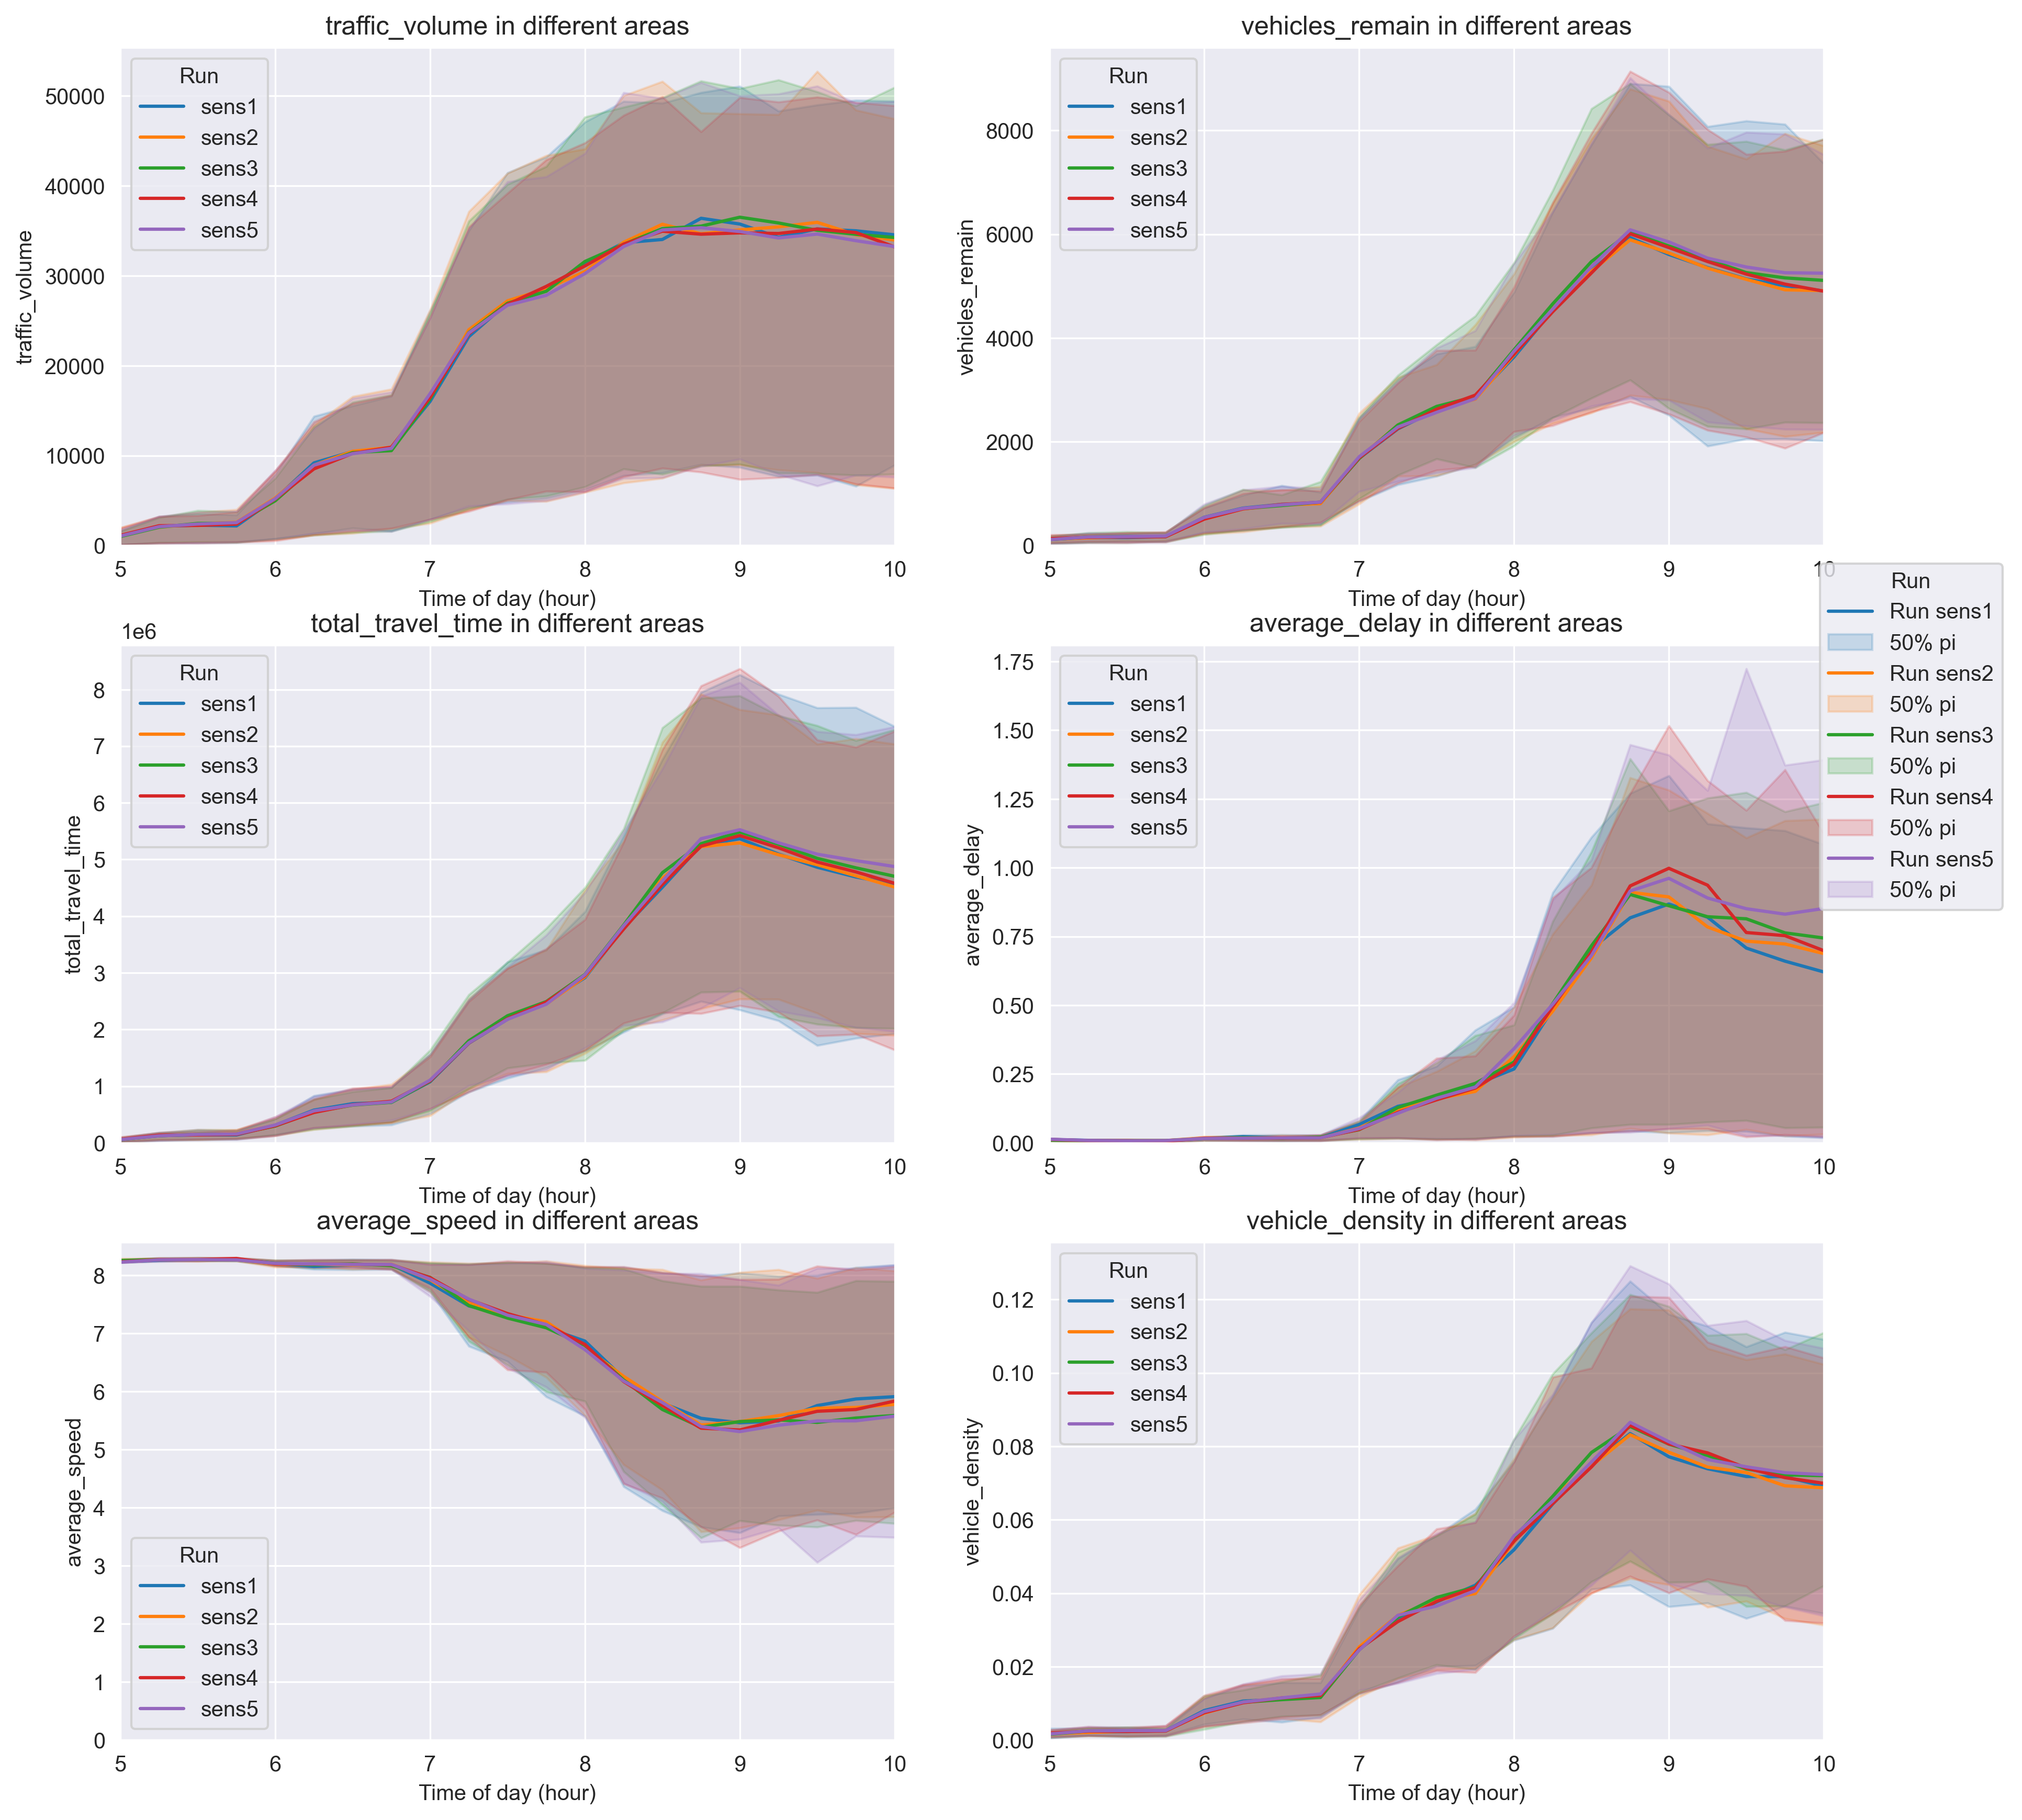 traffic_volume in different areas
traffic_volume
50000
40000
30000
20000
10000
0
Run
sens1
sens2
sens3
sens4
sens5
5 6 7 8 9 10
Time of day (hour)
vehicles_remain in different areas
vehicles_remain
8000
6000
4000
2000
0
Run
sens1
sens2
sens3
sens4
sens5
5 6 7 8 9 10
Time of day (hour)
total_travel_time in different areas
1e6
total_travel_time
8
7
6
5
4
3
2
1
0
Run
sens1
sens2
sens3
sens4
sens5
5 6 7 8 9 10
Time of day (hour)
average_delay in different areas
average_delay
1.75
1.50
1.25
1.00
0.75
0.50
0.25
0.00
Run
sens1
sens2
sens3
sens4
sens5
5 6 7 8 9 10
Time of day (hour)
Run
Run sens1
50% pi
Run sens2
50% pi
Run sens3
50% pi
Run sens4
50% pi
Run sens5
50% pi
average_speed in different areas
average_speed
8
7
6
5
4
3
2
1
0
Run
sens1
sens2
sens3
sens4
sens5
5 6 7 8 9 10
Time of day (hour)
vehicle_density in different areas
vehicle_density
0.12
0.10
0.08
0.06
0.04
0.02
0.00
Run
sens1
sens2
sens3
sens4
sens5
5 6 7 8 9 10
Time of day (hour)